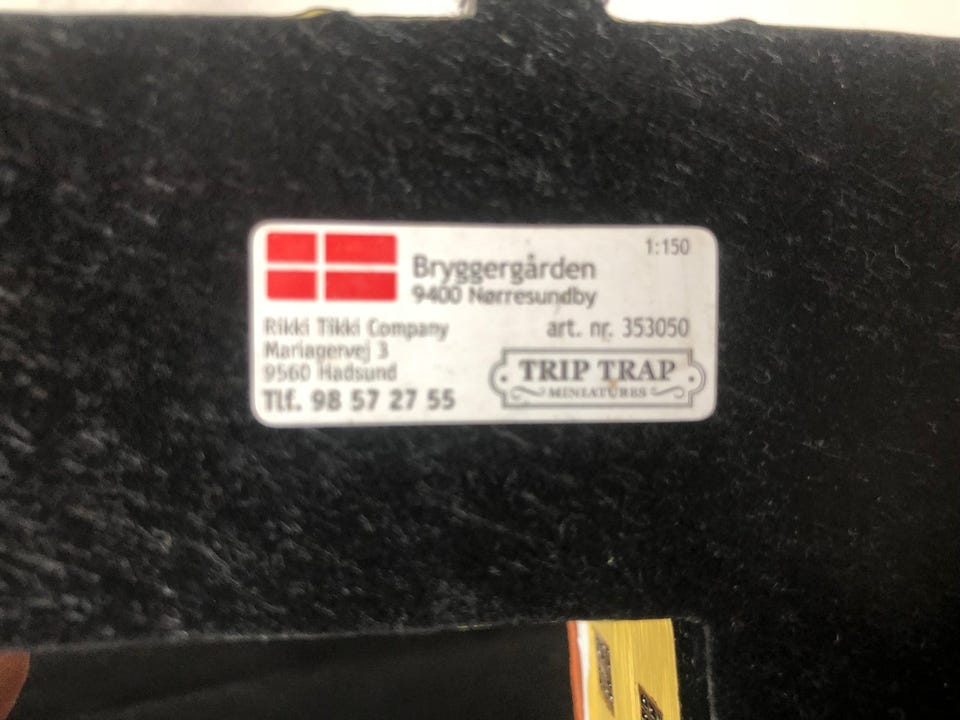 1:150
Bryggergården
9400 Nørresundby
Rikki Tikki Company
Mariagervej 3
9560 Hadsund
Tlf. 98 57 27 55
art. nr. 353050
TRIP TRAP
MINIATURES